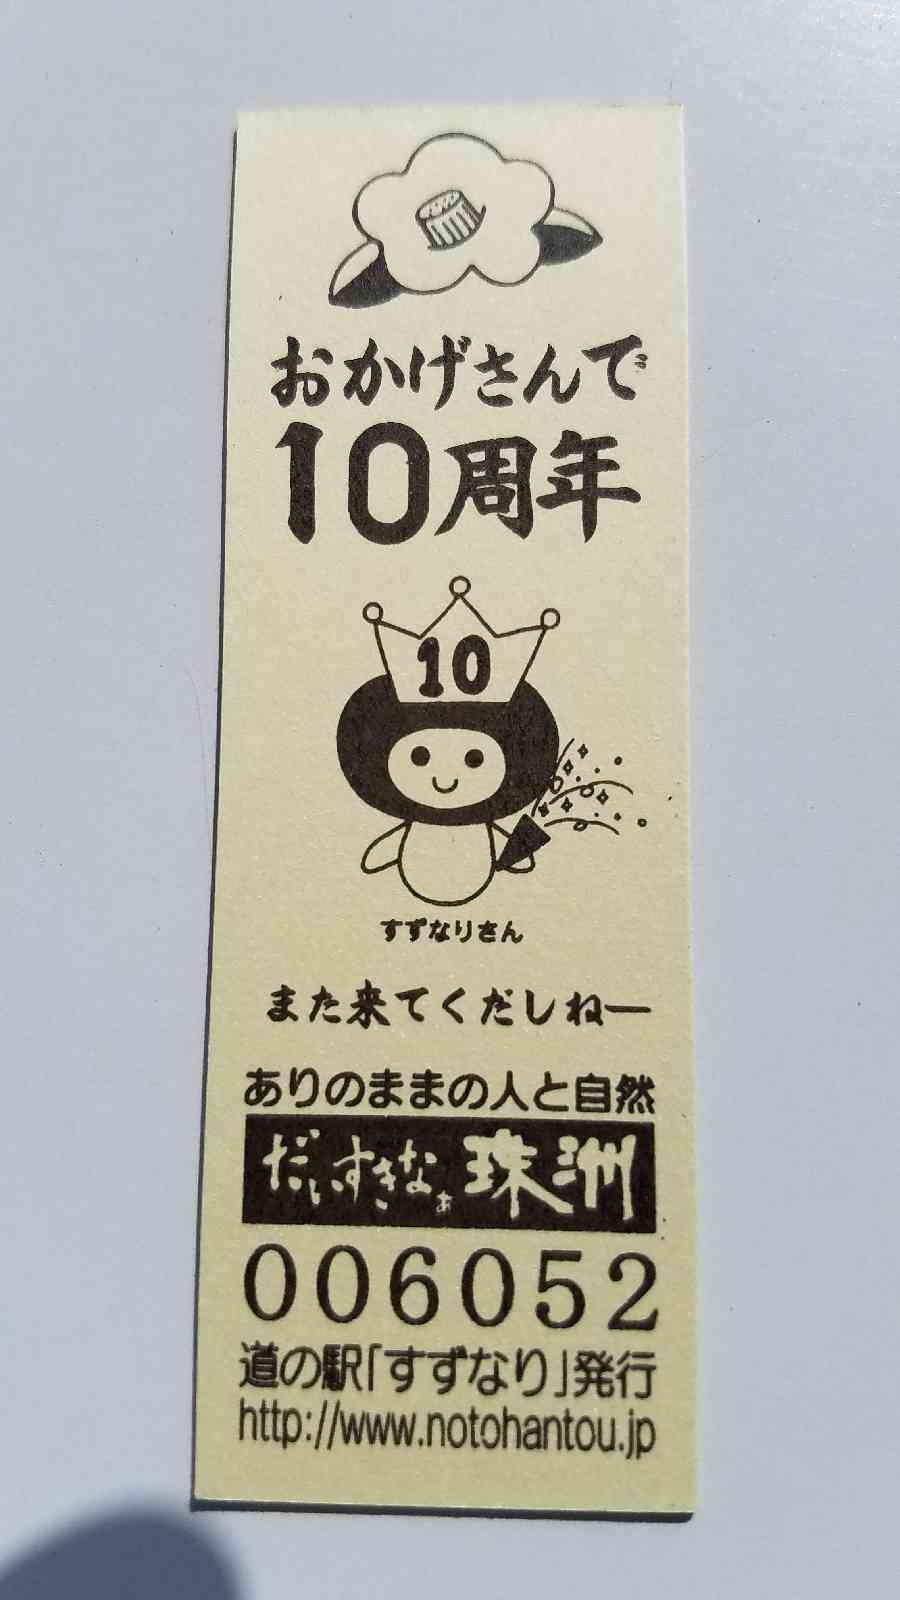 おかげさんで
10周年
10
すずなりさん
また来てくだしねー
ありのままの人と自然
だいすきなぁ 珠洲
006052
道の駅「すずなり」発行
http://www.notohantou.jp